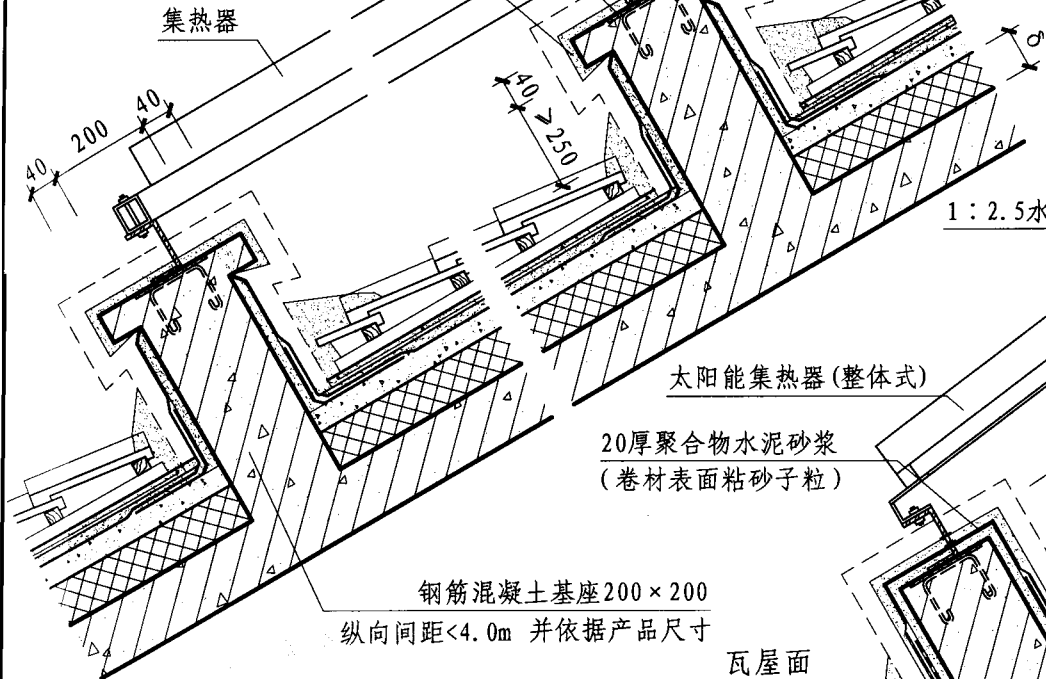 集热器
40
200
40
40
≥250
δ
1：2.5水
太阳能集热器(整体式)
20厚聚合物水泥砂浆
(卷材表面粘砂子粒)
钢筋混凝土基座200×200
纵向间距<4.0m 并依据产品尺寸
瓦屋面